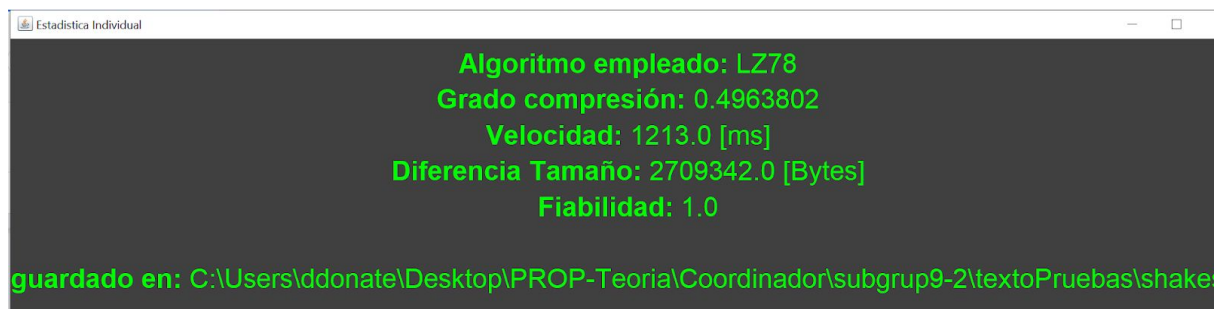 Estadistica Individual
Algoritmo empleado: LZ78
Grado compresión: 0.4963802
Velocidad: 1213.0 [ms]
Diferencia Tamaño: 2709342.0 [Bytes]
Fiabilidad: 1.0
guardado en: C:\Users\ddonate\Desktop\PROP-Teoria\Coordinador\subgrup9-2\textoPruebas\shakes